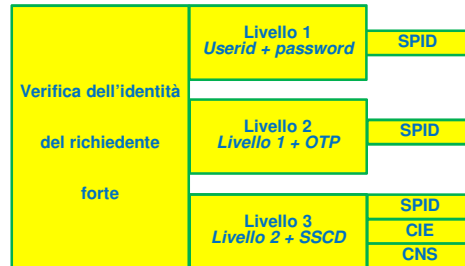 Verifica dell'identità
del richiedente
forte
Livello 1
Userid + password
SPID
Livello 2
Livello 1 + OTP
SPID
Livello 3
Livello 2 + SSCD
SPID
CIE
CNS